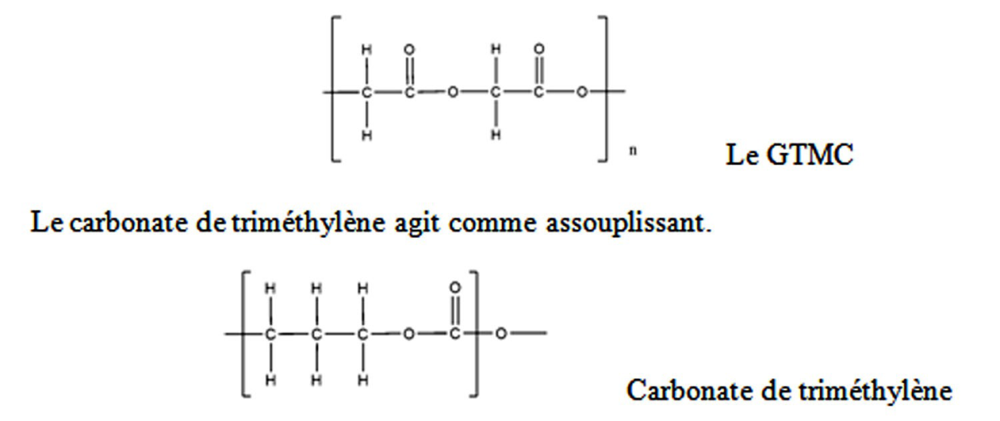 H O H O
C C O C C O
H H
n
Le GTMC
Le carbonate de triméthylène agit comme assouplissant.
H H H O
C C C O C O
H H H
Carbonate de triméthylène